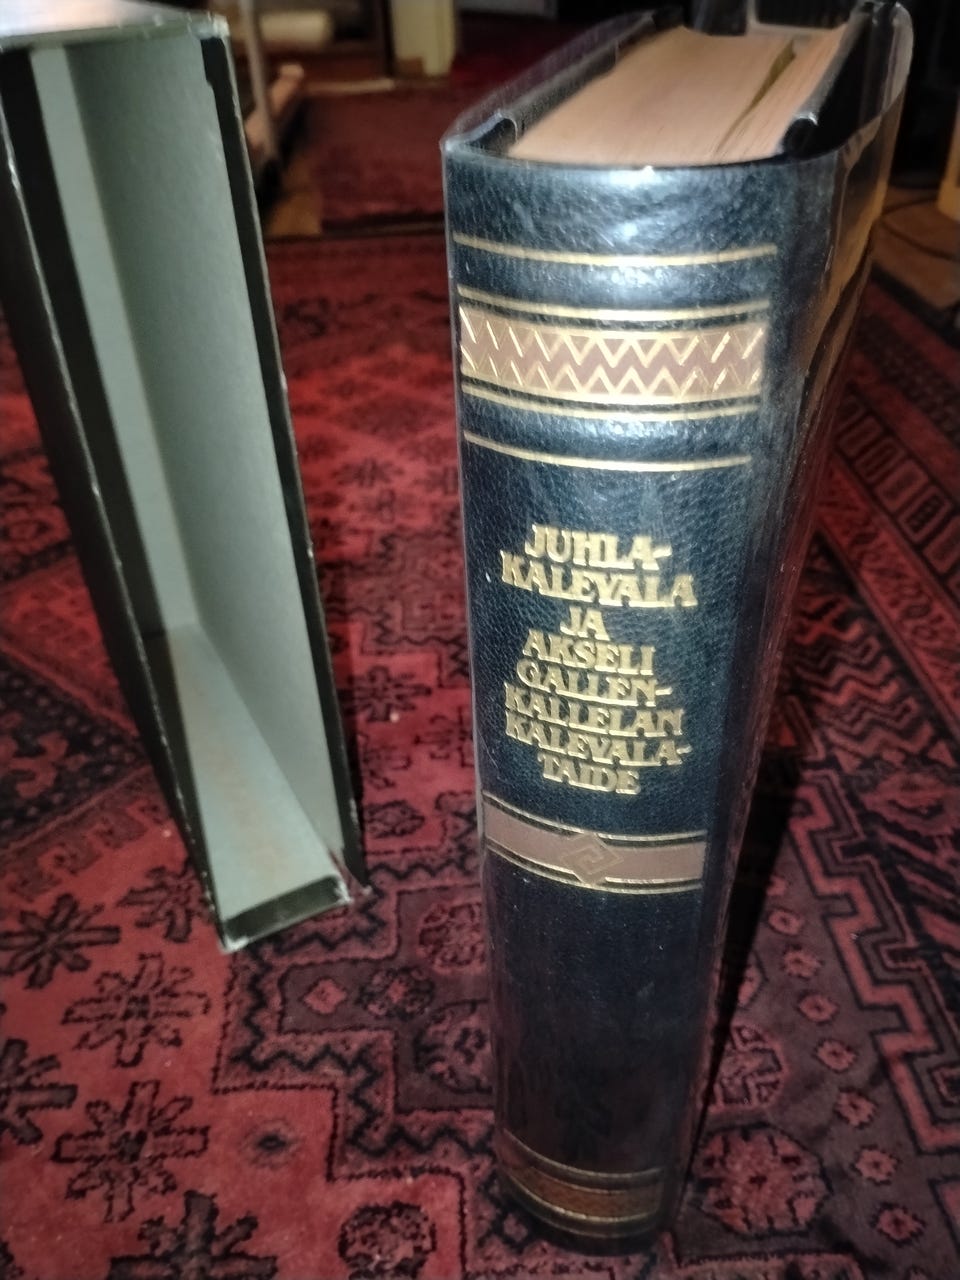 JUHLA-
KALEVALA
JA
AKSELI
GALLEN-
KALLELAN
KALEVALA-
TAIDE